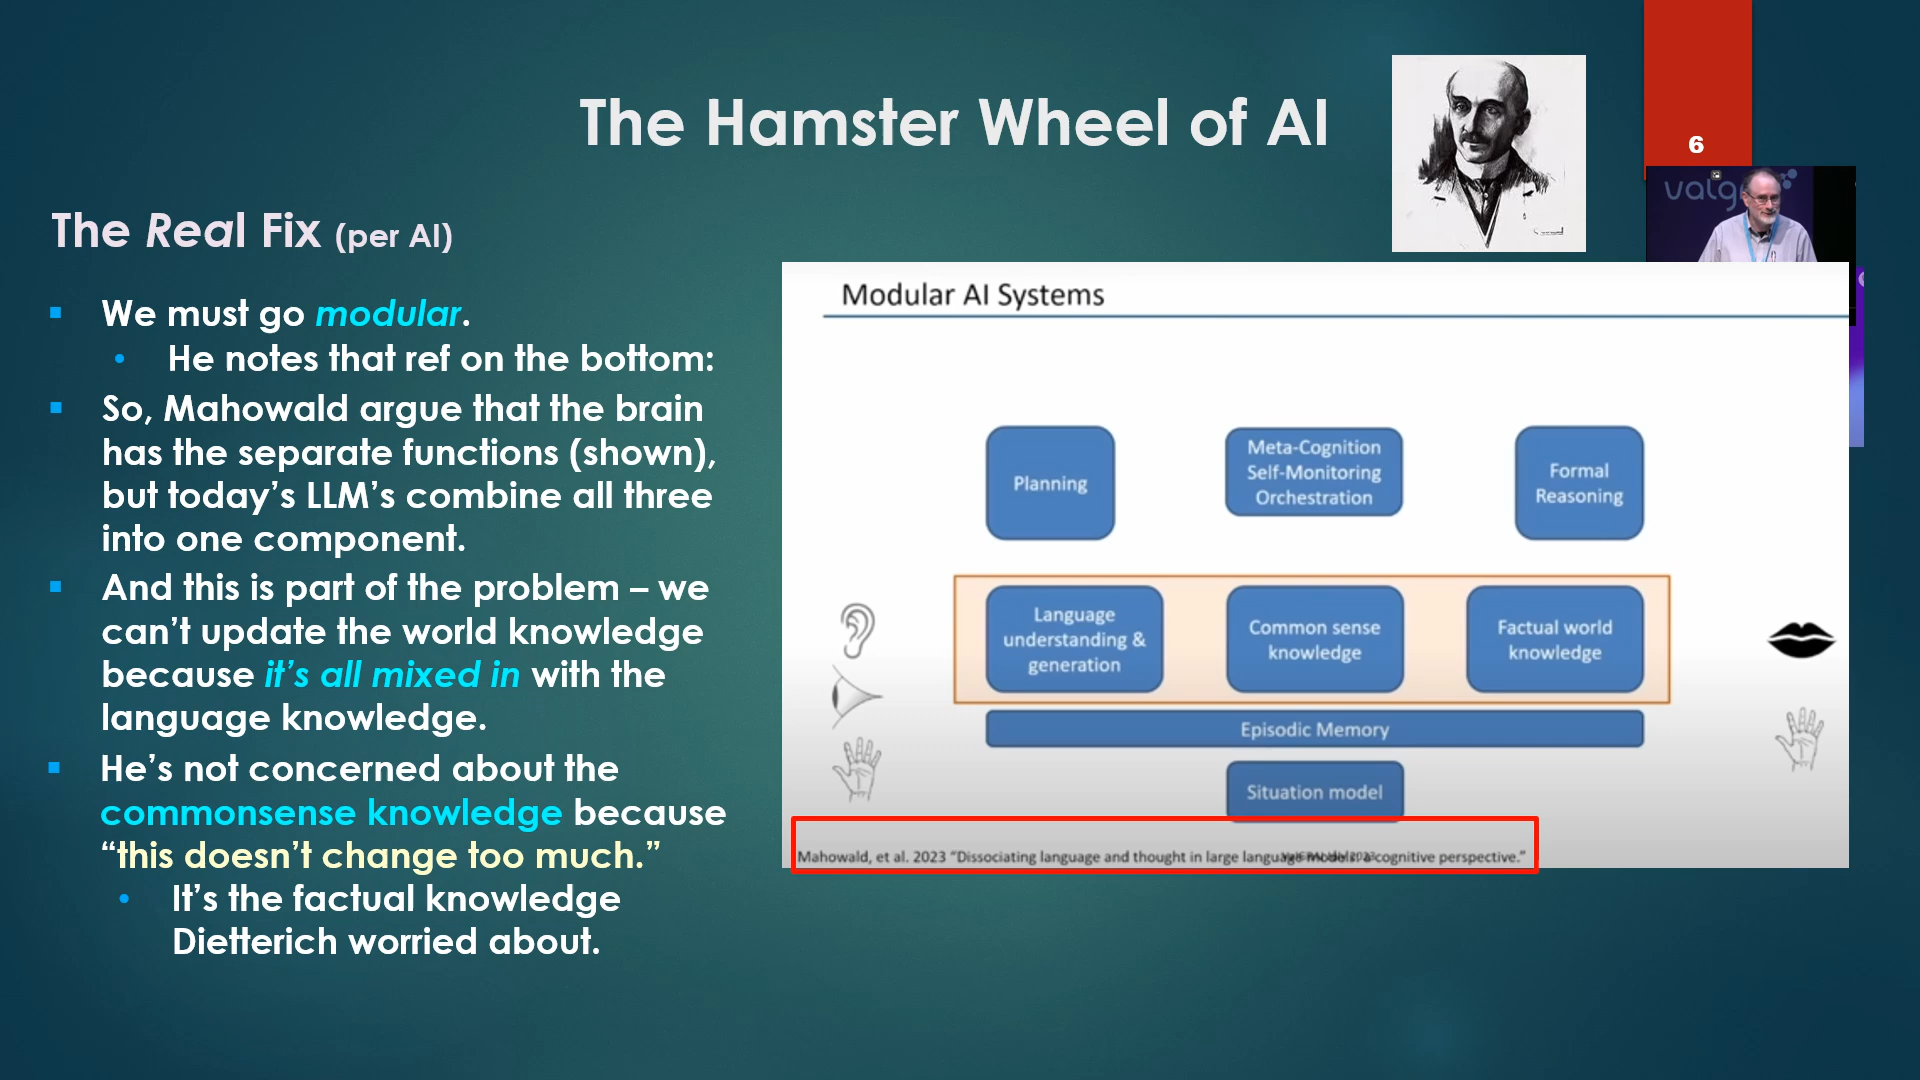 The Hamster Wheel of AI
6
The Real Fix (per AI)
We must go modular.
He notes that ref on the bottom:
So, Mahowald argue that the brain
has the separate functions (shown),
but today’s LLM’s combine all three
into one component.
And this is part of the problem – we
can’t update the world knowledge
because it’s all mixed in with the
language knowledge.
He’s not concerned about the
commonsense knowledge because
“this doesn’t change too much.”
It’s the factual knowledge
Dietterich worried about.
valg
Modular AI Systems
Planning
Meta-Cognition
Self-Monitoring
Orchestration
Formal
Reasoning
Language
understanding &
generation
Common sense
knowledge
Factual world
knowledge
Episodic Memory
Situation model
Mahowald, et al. 2023 “Dissociating language and thought in large language models: a cognitive perspective.”